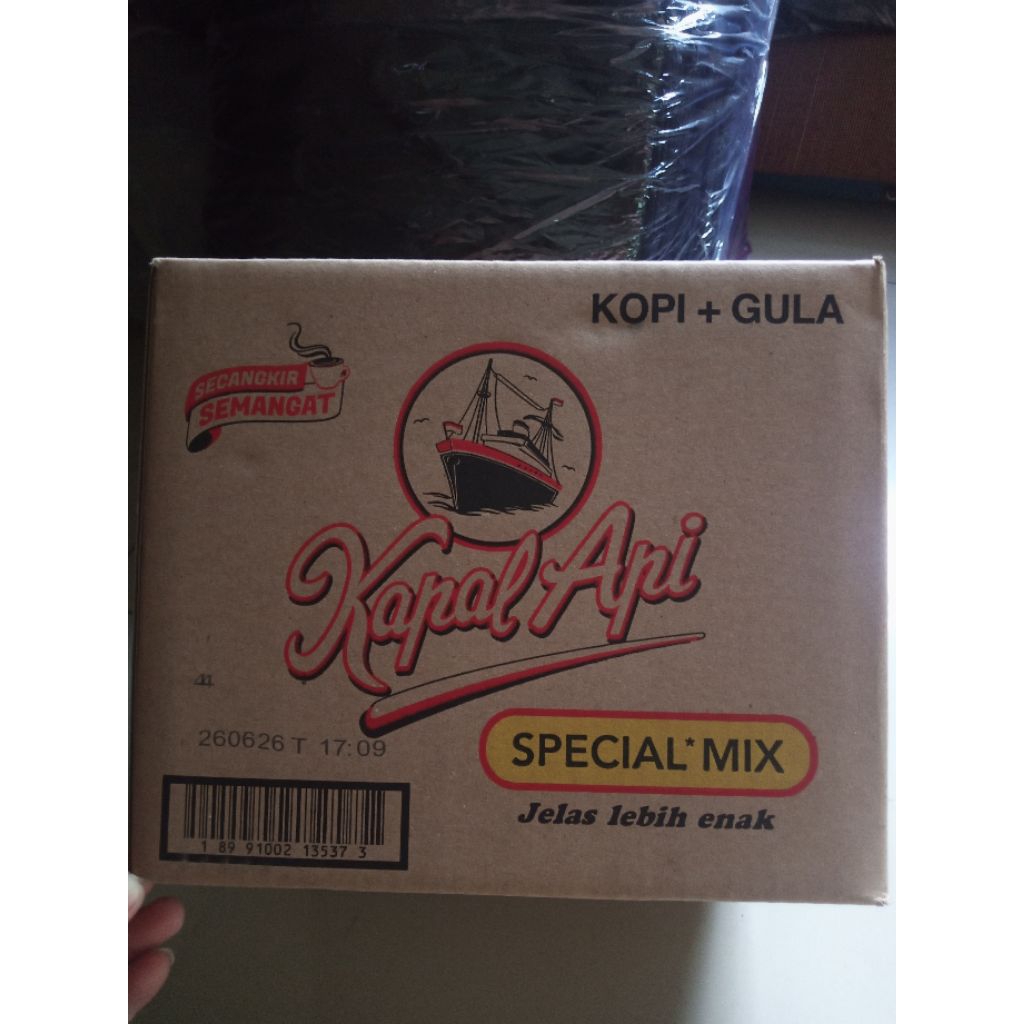 KOPI + GULA
SECANGKIR
SEMANGAT
Kapal Api
260626 T 17:09
SPECIAL* MIX
Jelas lebih enak
1 89 91002 13537 3